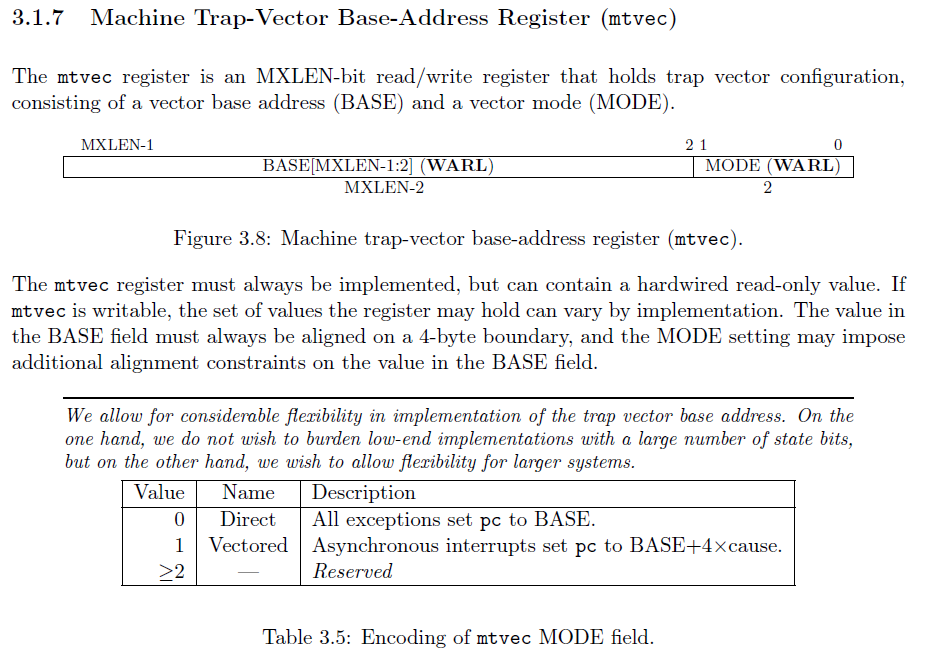 3.1.7 Machine Trap-Vector Base-Address Register (mtvec)
The mtvec register is an MXLEN-bit read/write register that holds trap vector configuration,
consisting of a vector base address (BASE) and a vector mode (MODE).
MXLEN-1 2 1 0
BASE[MXLEN-1:2] (WARL) MODE (WARL)
MXLEN-2 2
Figure 3.8: Machine trap-vector base-address register (mtvec).
The mtvec register must always be implemented, but can contain a hardwired read-only value. If
mtvec is writable, the set of values the register may hold can vary by implementation. The value in
the BASE field must always be aligned on a 4-byte boundary, and the MODE setting may impose
additional alignment constraints on the value in the BASE field.
We allow for considerable flexibility in implementation of the trap vector base address. On the
one hand, we do not wish to burden low-end implementations with a large number of state bits,
but on the other hand, we wish to allow flexibility for larger systems.
Value Name Description
0 Direct All exceptions set pc to BASE.
1 Vectored Asynchronous interrupts set pc to BASE+4×cause.
≥2 — Reserved
Table 3.5: Encoding of mtvec MODE field.